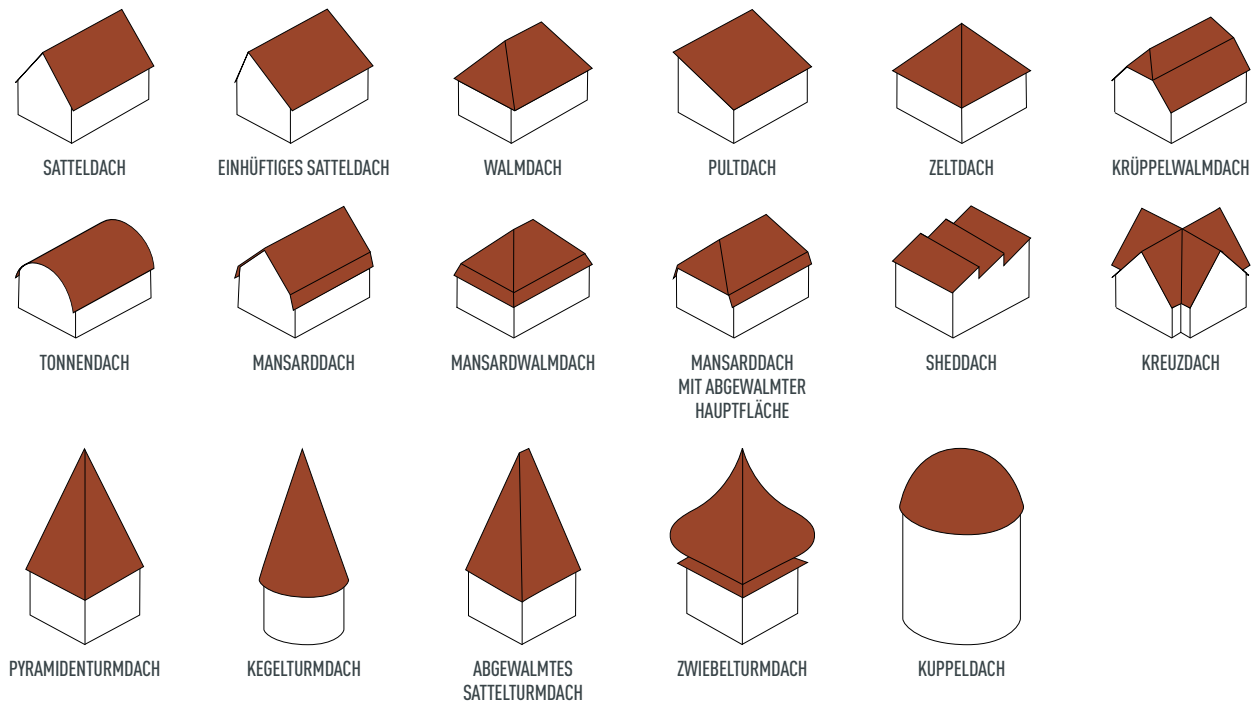 SATTELDACH
EINHÜFTIGES SATTELDACH
WALMDACH
PULTDACH
ZELTDACH
KRÜPPELWALMDACH
TONNENDACH
MANSARDDACH
MANSARDWALMDACH
MANSARDDACH
MIT ABGEWALMTER
HAUPTFLÄCHE
SHEDDACH
KREUZDACH
PYRAMIDENTURMDACH
KEGELTURMDACH
ABGEWALMTES
SATTELTURMDACH
ZWIEBELTURMDACH
KUPPELDACH